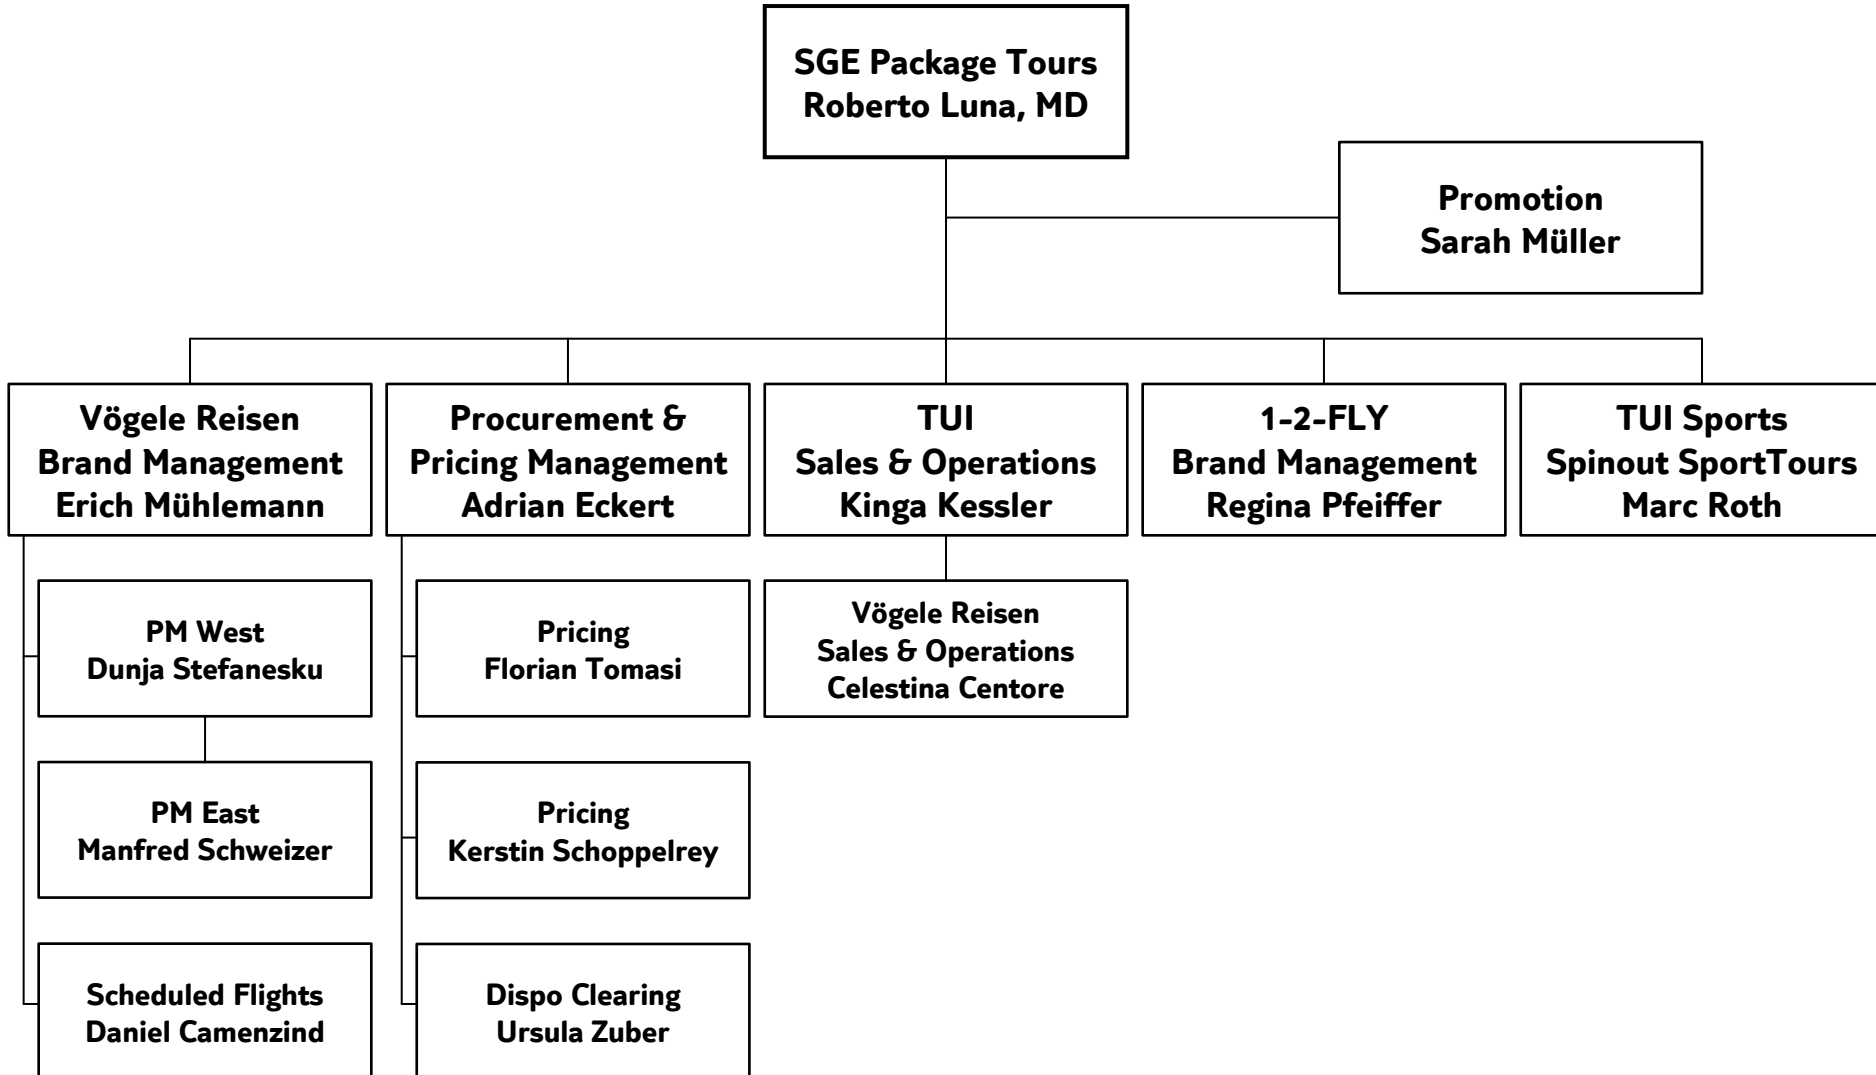 SGE Package Tours
Roberto Luna, MD
Promotion
Sarah Müller
Vögele Reisen
Brand Management
Erich Mühlemann
Procurement &
Pricing Management
Adrian Eckert
TUI
Sales & Operations
Kinga Kessler
1-2-FLY
Brand Management
Regina Pfeiffer
TUI Sports
Spinout SportTours
Marc Roth
PM West
Dunja Stefanesku
Pricing
Florian Tomasi
Vögele Reisen
Sales & Operations
Celestina Centore
PM East
Manfred Schweizer
Pricing
Kerstin Schoppelrey
Scheduled Flights
Daniel Camenzind
Dispo Clearing
Ursula Zuber